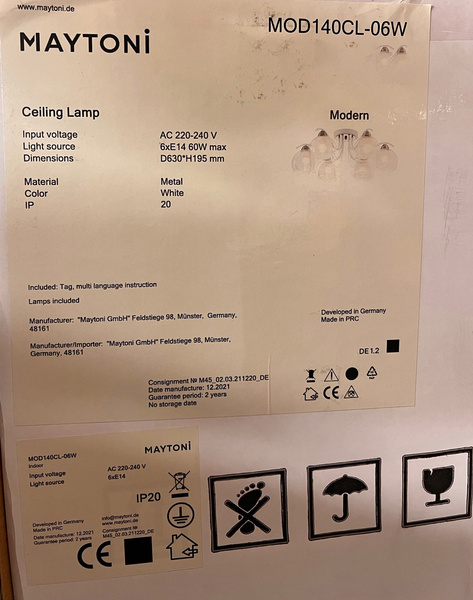 www.maytoni.de
MAYTONi
MOD140CL-06W
Ceiling Lamp
Modern
Input voltage AC 220-240 V
Light source 6xE14 60W max
Dimensions D630*H195 mm
Material Metal
Color White
IP 20
Included: Tag, multi language instruction
Lamps included
Manufacturer: "Maytoni GmbH" Feldstiege 98, Münster, Germany,
48161
Manufacturer/Importer: "Maytoni GmbH" Feldstiege 98, Münster,
Germany, 48161
Developed in Germany
Made in PRC
DE 1.2
Consignment № M45_02.03.211220_DE
Date manufacture: 12.2021
Guarantee period: 2 years
No storage date
CE
MOD140CL-06W
Indoor
MAYTONI
Input voltage AC 220-240 V
Light source 6xE14
IP20
Developed in Germany
Made in PRC
Date manufacture: 12.2021
Guarantee period: 2 years
info@maytoni.de
www.maytoni.de
Consignment №
M45_02.03.211220_DE
CE